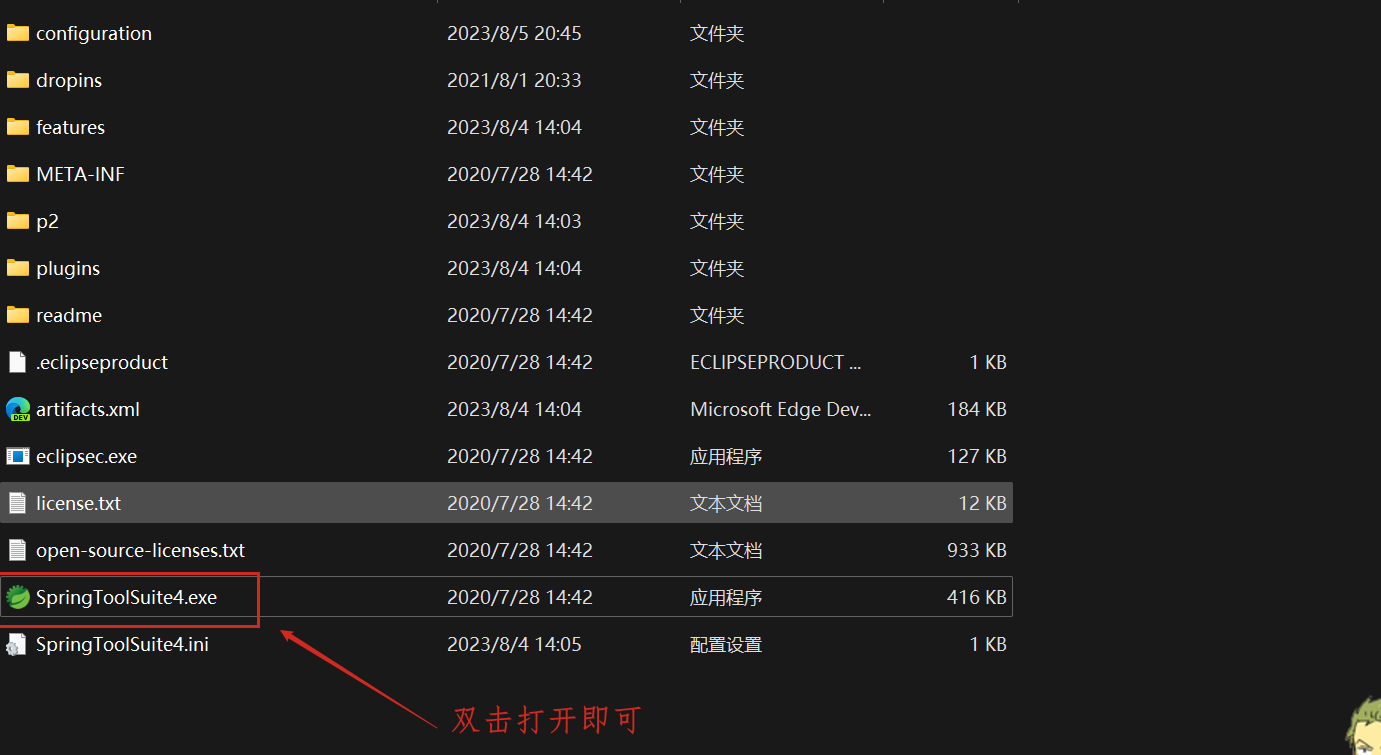 configuration 2023/8/5 20:45 文件夹
dropins 2021/8/1 20:33 文件夹
features 2023/8/4 14:04 文件夹
META-INF 2020/7/28 14:42 文件夹
p2 2023/8/4 14:03 文件夹
plugins 2023/8/4 14:04 文件夹
readme 2020/7/28 14:42 文件夹
.eclipseproduct 2020/7/28 14:42 ECLIPSEPRODUCT ... 1 KB
artifacts.xml 2023/8/4 14:04 Microsoft Edge Dev... 184 KB
eclipsec.exe 2020/7/28 14:42 应用程序 127 KB
license.txt 2020/7/28 14:42 文本文档 12 KB
open-source-licenses.txt 2020/7/28 14:42 文本文档 933 KB
SpringToolSuite4.exe 2020/7/28 14:42 应用程序 416 KB
SpringToolSuite4.ini 2023/8/4 14:05 配置设置 1 KB
双击打开即可